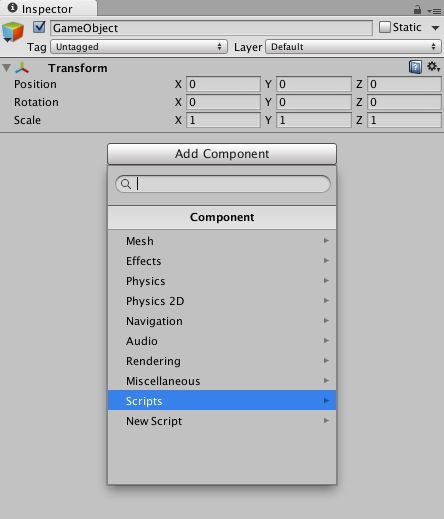 Inspector
GameObject Static
Tag Untagged Layer Default
Transform
Position X 0 Y 0 Z 0
Rotation X 0 Y 0 Z 0
Scale X 1 Y 1 Z 1
Add Component
Component
Mesh
Effects
Physics
Physics 2D
Navigation
Audio
Rendering
Miscellaneous
Scripts
New Script